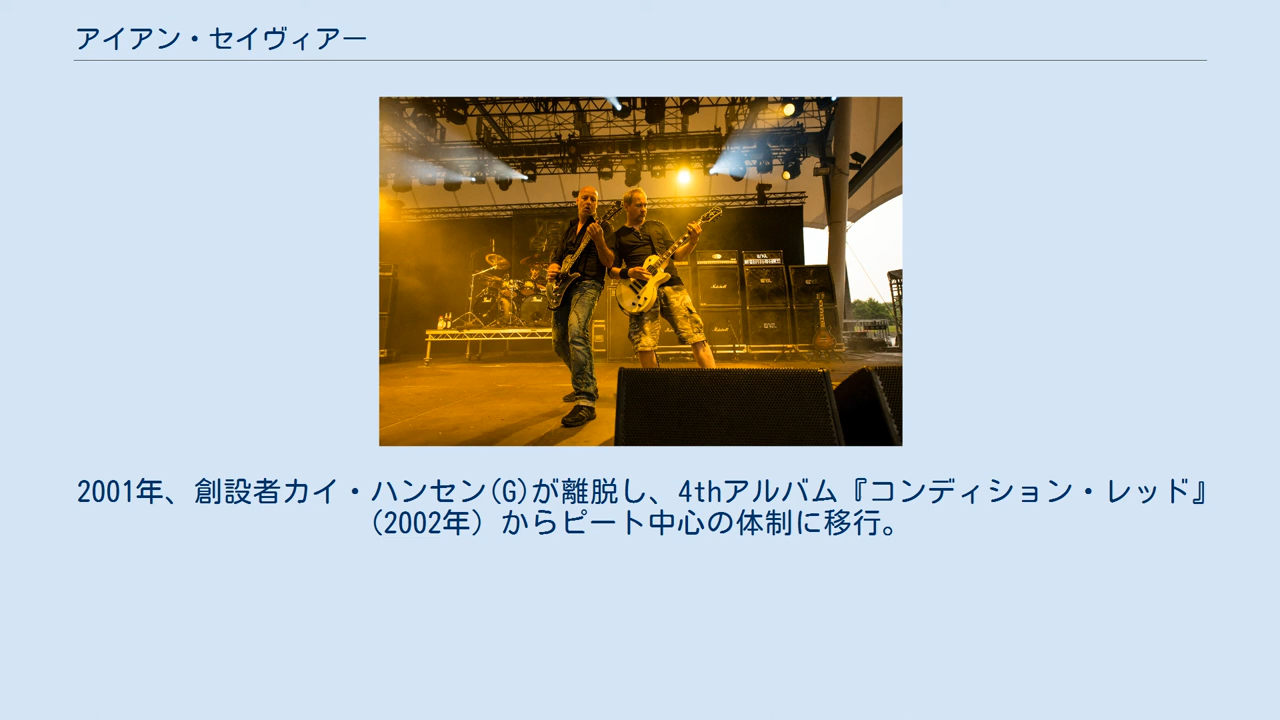 アイアン・セイヴィアー
2001年、創設者カイ・ハンセン(G)が離脱し、4thアルバム『コンディション・レッド』
（2002年）からピート中心の体制に移行。